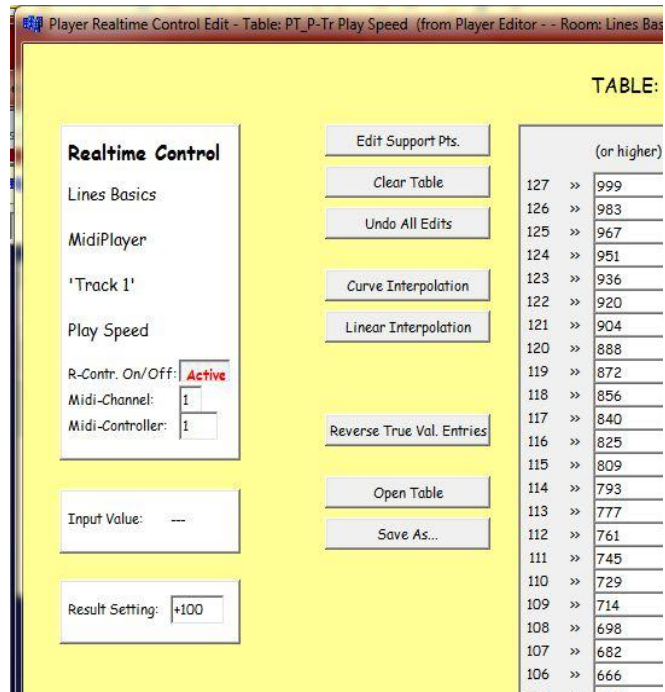 Player Realtime Control Edit - Table: PT_P-Tr Play Speed (from Player Editor - - Room: Lines Bas
TABLE:
Realtime Control
Lines Basics
MidiPlayer
'Track 1'
Play Speed
R-Contr. On/Off: Active
Midi-Channel: 1
Midi-Controller: 1
Input Value: ---
Result Setting: +100
Edit Support Pts.
Clear Table
Undo All Edits
Curve Interpolation
Linear Interpolation
Reverse True Val. Entries
Open Table
Save As...
(or higher)
127 » 999
126 » 983
125 » 967
124 » 951
123 » 936
122 » 920
121 » 904
120 » 888
119 » 872
118 » 856
117 » 840
116 » 825
115 » 809
114 » 793
113 » 777
112 » 761
111 » 745
110 » 729
109 » 714
108 » 698
107 » 682
106 » 666